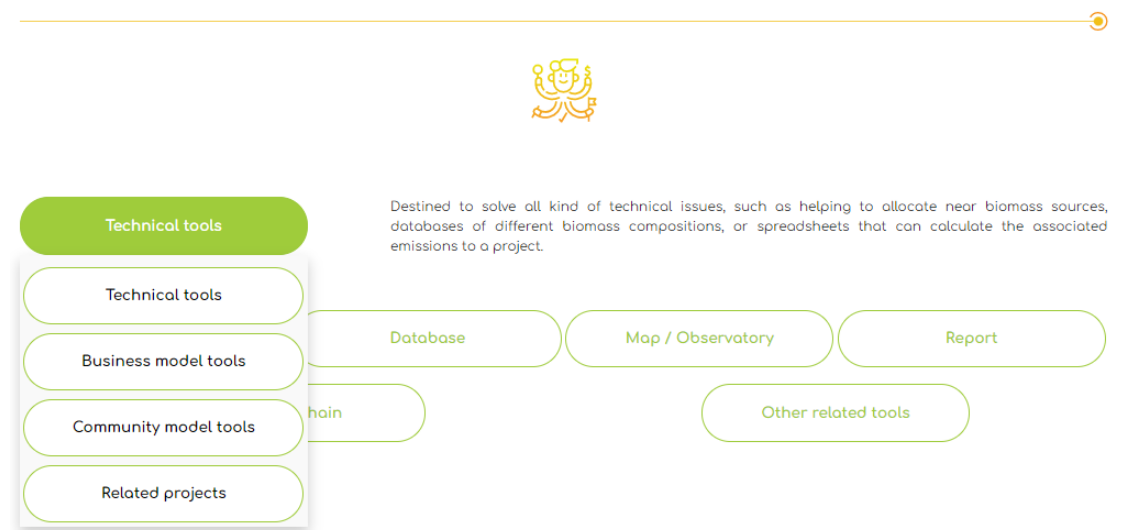 Technical tools
Destined to solve all kind of technical issues, such as helping to allocate near biomass sources,
databases of different biomass compositions, or spreadsheets that can calculate the associated
emissions to a project.
Technical tools
Business model tools
Community model tools
Related projects
Database
Map / Observatory
Report
hain
Other related tools